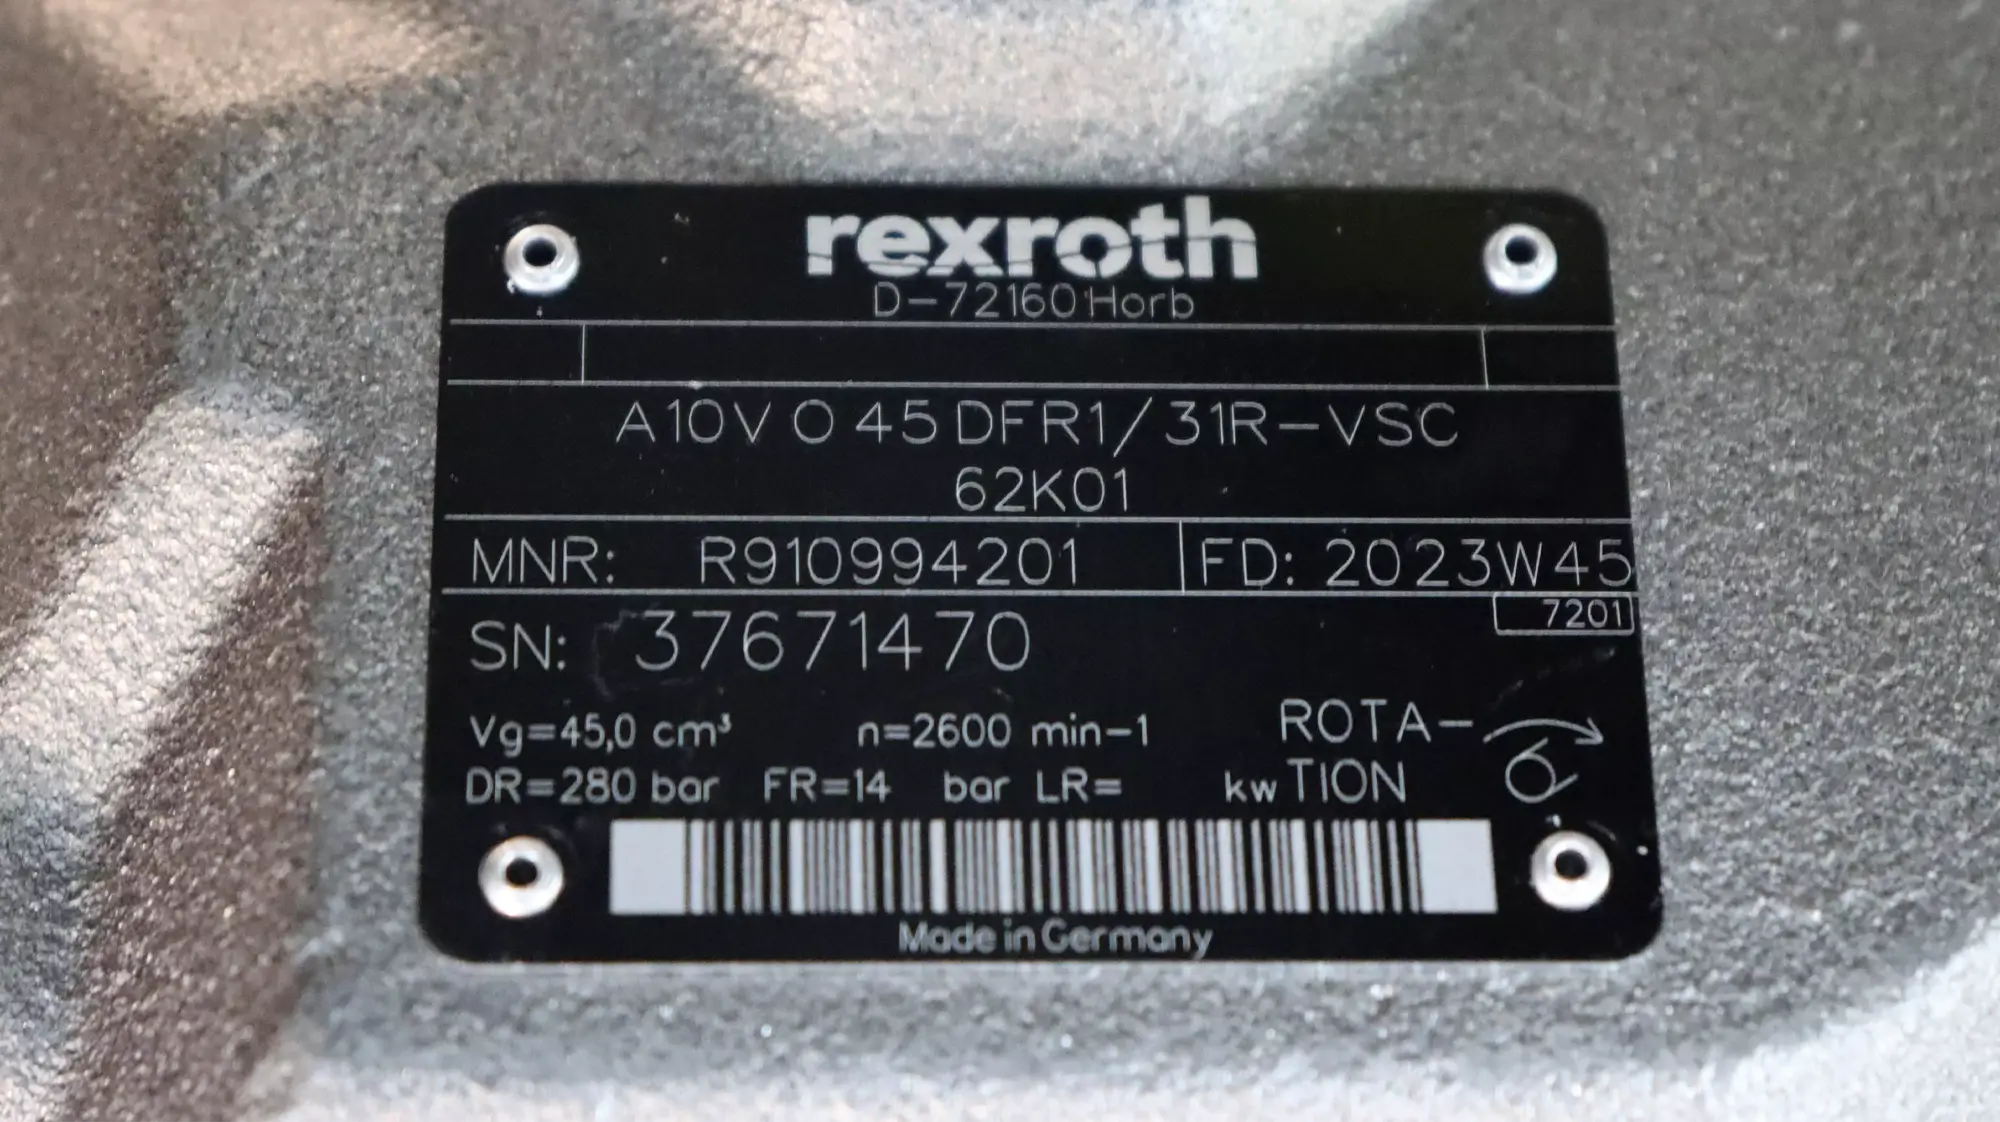 rexroth
D-72160 Horb
A10V O 45 DFR1/31R-VSC
62K01
MNR: R910994201 FD: 2023W45
7201
SN: 37671470
Vg=45,0 cm³ n=2600 min-1 ROTA-
DR=280 bar FR=14 bar LR= kw TION
Made in Germany